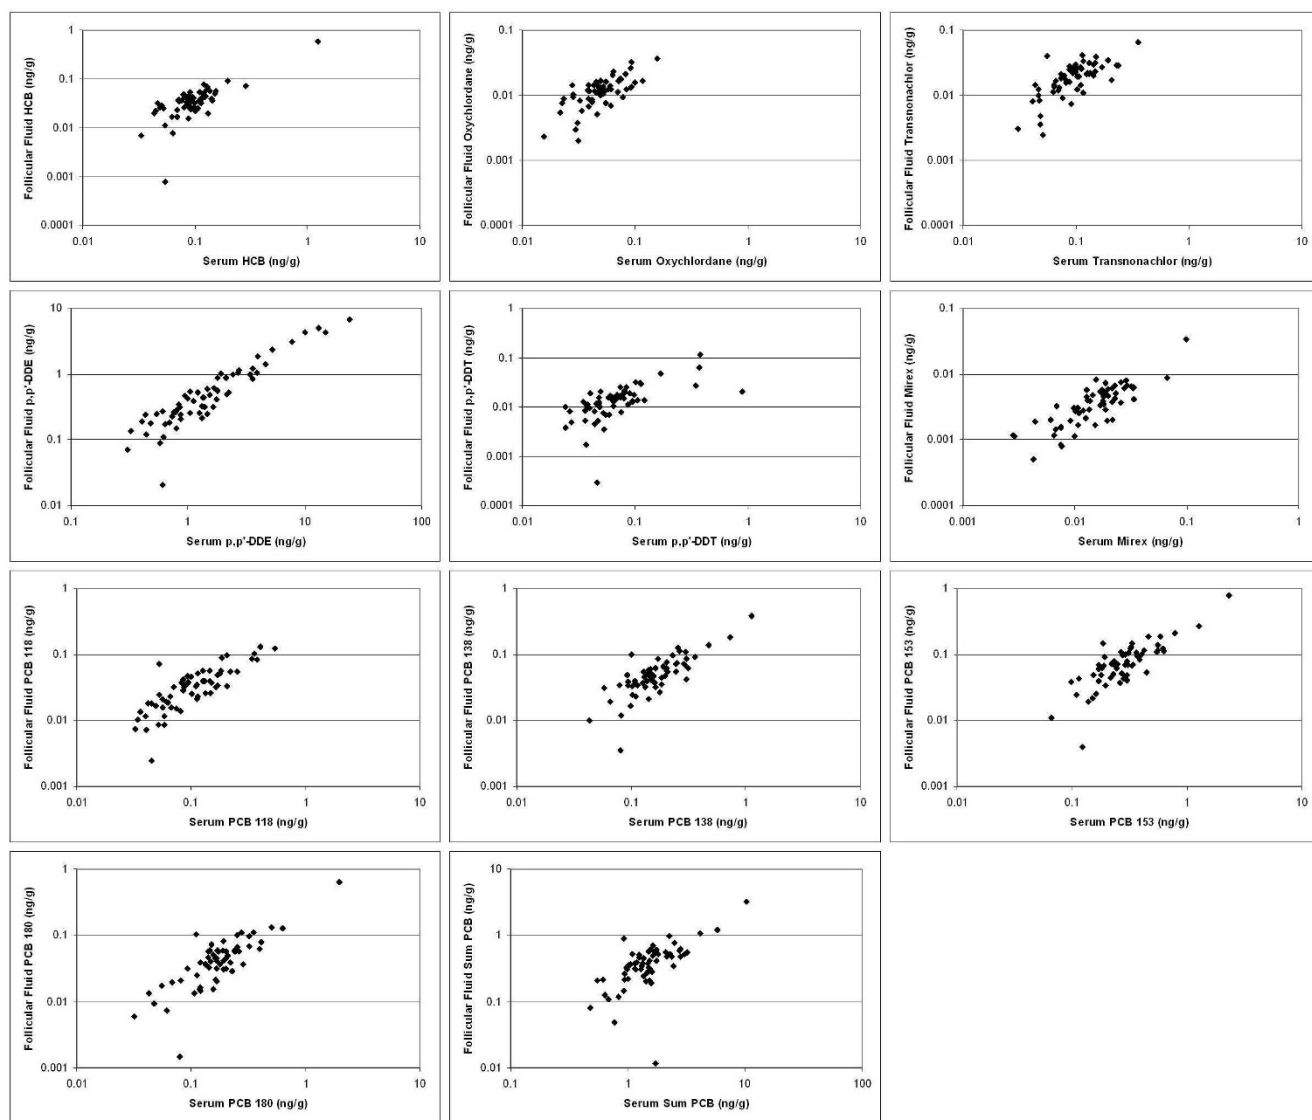 Follicular Fluid HCB (ng/g)
1
0.1
0.01
0.001
0.0001
0.01 0.1 1 10
Serum HCB (ng/g)
Follicular Fluid Oxychlordane (ng/g)
0.1
0.01
0.001
0.0001
0.01 0.1 1 10
Serum Oxychlordane (ng/g)
Follicular Fluid Transnonachlor (ng/g)
0.1
0.01
0.001
0.0001
0.01 0.1 1 10
Serum Transnonachlor (ng/g)
Follicular Fluid p,p'-DDE (ng/g)
10
1
0.1
0.01
0.1 1 10 100
Serum p,p'-DDE (ng/g)
Follicular Fluid p,p'-DDT (ng/g)
1
0.1
0.01
0.001
0.0001
0.01 0.1 1 10
Serum p,p'-DDT (ng/g)
Follicular Fluid Mirex (ng/g)
0.1
0.01
0.001
0.0001
0.001 0.01 0.1 1
Serum Mirex (ng/g)
Follicular Fluid PCB 118 (ng/g)
1
0.1
0.01
0.001
0.01 0.1 1 10
Serum PCB 118 (ng/g)
Follicular Fluid PCB 138 (ng/g)
1
0.1
0.01
0.001
0.01 0.1 1 10
Serum PCB 138 (ng/g)
Follicular Fluid PCB 153 (ng/g)
1
0.1
0.01
0.001
0.01 0.1 1 10
Serum PCB 153 (ng/g)
Follicular Fluid PCB 180 (ng/g)
1
0.1
0.01
0.001
0.01 0.1 1 10
Serum PCB 180 (ng/g)
Follicular Fluid Sum PCB (ng/g)
10
1
0.1
0.01
0.1 1 10 100
Serum Sum PCB (ng/g)